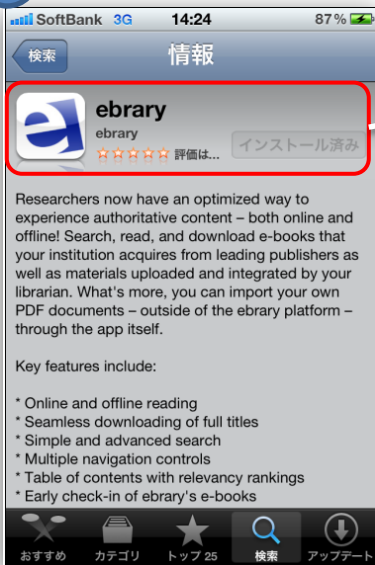 SoftBank 3G 14:24 87%
検索 情報
ebrary
ebrary
評価は...
インストール済み
Researchers now have an optimized way to
experience authoritative content – both online and
offline! Search, read, and download e-books that
your institution acquires from leading publishers as
well as materials uploaded and integrated by your
librarian. What's more, you can import your own
PDF documents – outside of the ebrary platform –
through the app itself.
Key features include:
* Online and offline reading
* Seamless downloading of full titles
* Simple and advanced search
* Multiple navigation controls
* Table of contents with relevancy rankings
* Early check-in of ebrary's e-books
おすすめ カテゴリ トップ 25 検索 アップデート